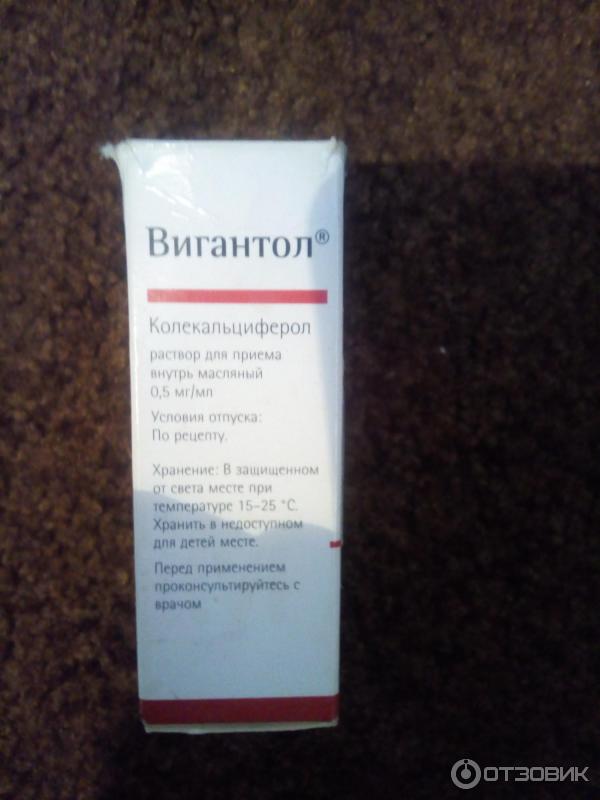 Вигантол®
Колекальциферол
раствор для приема
внутрь масляный
0,5 мг/мл
Условия отпуска:
По рецепту.
Хранение: В защищенном
от света месте при
температуре 15–25 °C.
Хранить в недоступном
для детей месте.
Перед применением
проконсультируйтесь с
врачом
ОТЗОВИК